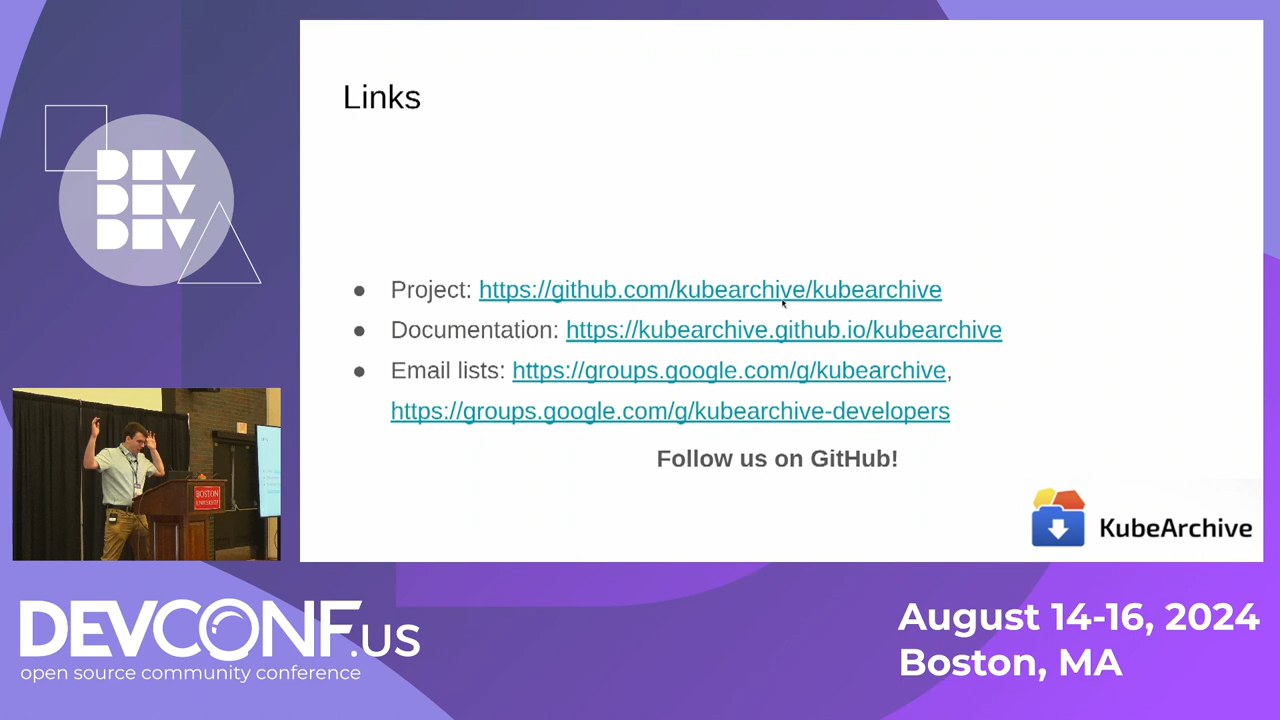 DEV
DEV
DEV
Links
Project: https://github.com/kubearchive/kubearchive
Documentation: https://kubearchive.github.io/kubearchive
Email lists: https://groups.google.com/g/kubearchive,
https://groups.google.com/g/kubearchive-developers
Follow us on GitHub!
KubeArchive
BOSTON
UNIVERSITY
DEVCONF.US
open source community conference
August 14-16, 2024
Boston, MA